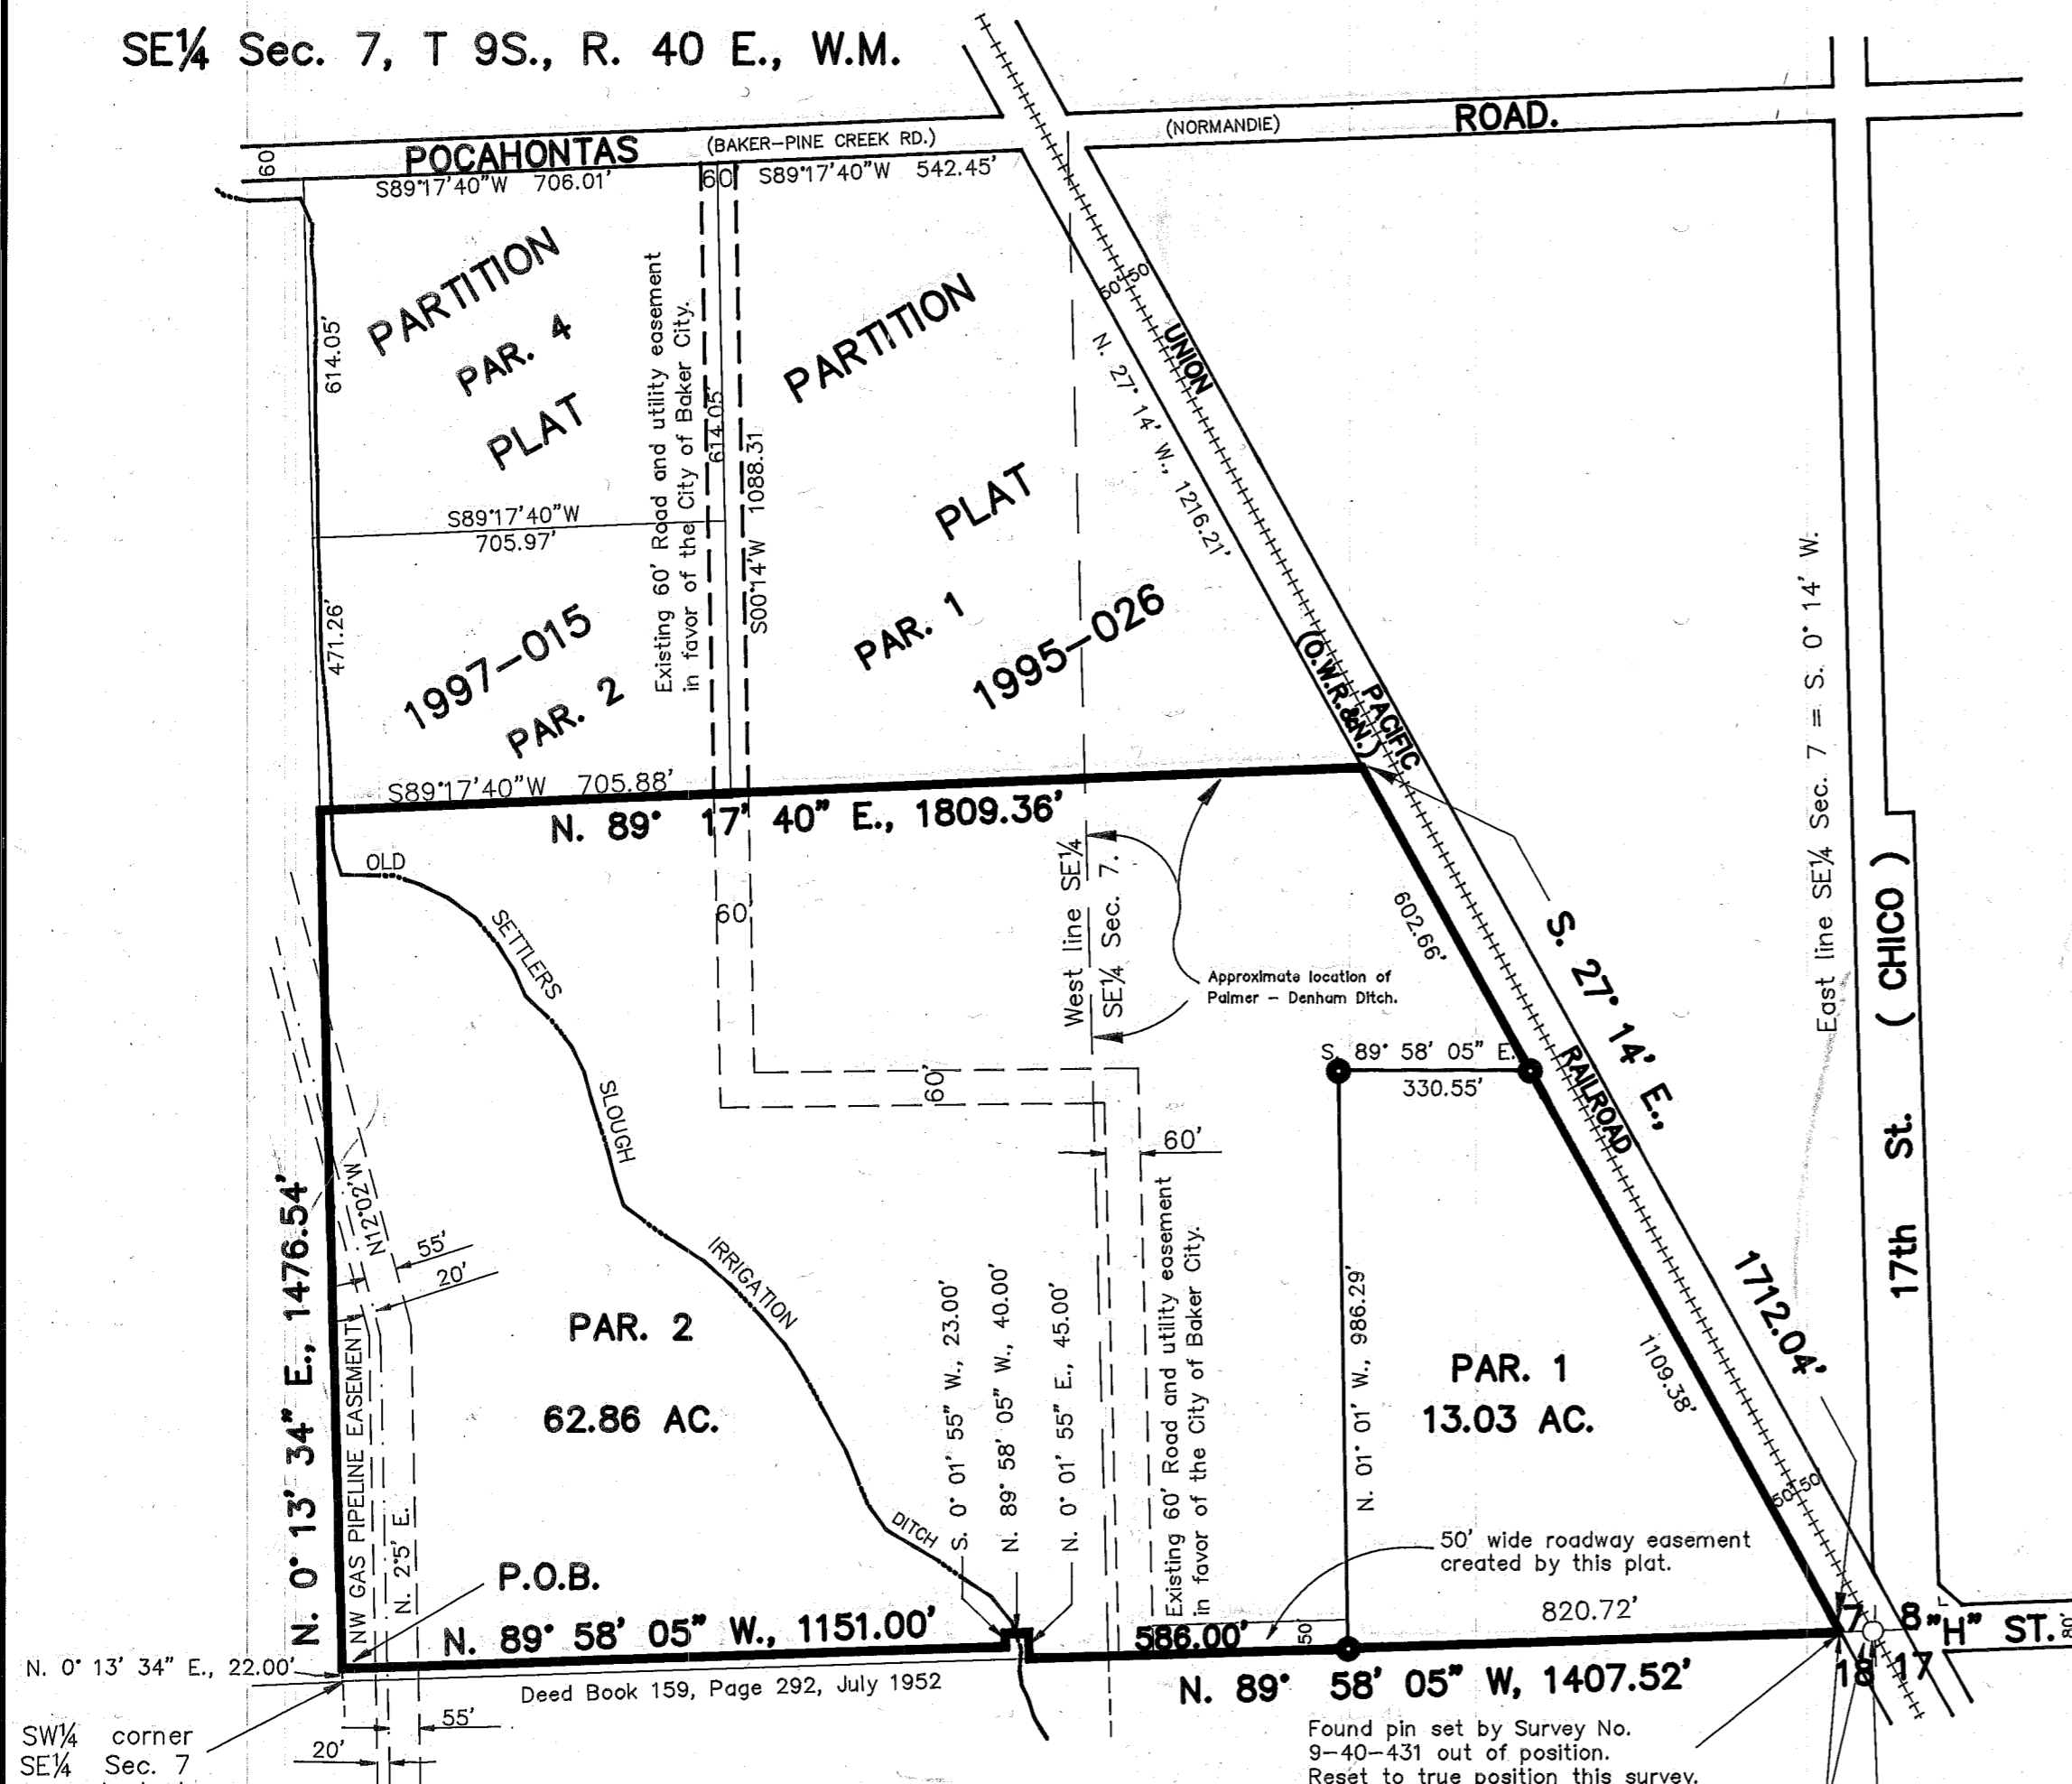 SE¼ Sec. 7, T 9S., R. 40 E., W.M.
60'
POCAHONTAS
(BAKER-PINE CREEK RD.)
(NORMANDIE)
ROAD.
S89°17'40"W 706.01'
60'
S89°17'40"W 542.45'
PARTITION
PAR. 4
PLAT
614.05'
S89°17'40"W
705.97'
471.26'
1997-015
PAR. 2
S89°17'40"W 705.88'
Existing 60' Road and utility easement
in favor of the City of Baker City.
614.05'
S00°14'W 1088.31
PARTITION
PLAT
PAR. 1
1995-026
50'
50'
N. 27° 14' W., 1216.21'
UNION
PACIFIC
(O.W.R.&N.)
RAILROAD
East line SE¼ Sec. 7 = S. 0° 14' W.
17th St. ( CHICO )
N. 89° 17' 40" E., 1809.36'
OLD
SETTLERS
SLOUGH
IRRIGATION
DITCH
60'
60'
West line SE¼
SE¼ Sec. 7.
Approximate location of
Palmer - Denham Ditch.
602.66'
S. 27° 14' E.,
1712.04'
S. 89° 58' 05" E.
330.55'
60'
N. 0° 13' 34" E., 1476.54'
N12°02'W
55'
20'
NW GAS PIPELINE EASEMENT
N. 2°5' E.
PAR. 2
62.86 AC.
S. 0° 01' 55" W., 23.00'
N. 89° 58' 05" W., 40.00'
N. 0° 01' 55" E., 45.00'
Existing 60' Road and utility easement
in favor of the City of Baker City.
N. 01° 01' W., 986.29'
PAR. 1
13.03 AC.
1109.38'
50'
50'
50' wide roadway easement
created by this plat.
P.O.B.
N. 89° 58' 05" W., 1151.00'
586.00'
50'
820.72'
7
8
18
17
"H" ST.
80'
N. 0° 13' 34" E., 22.00'
Deed Book 159, Page 292, July 1952
N. 89° 58' 05" W, 1407.52'
SW¼ corner
SE¼ Sec. 7
55'
20'
Found pin set by Survey No.
9-40-431 out of position.
Reset to true position this survey.